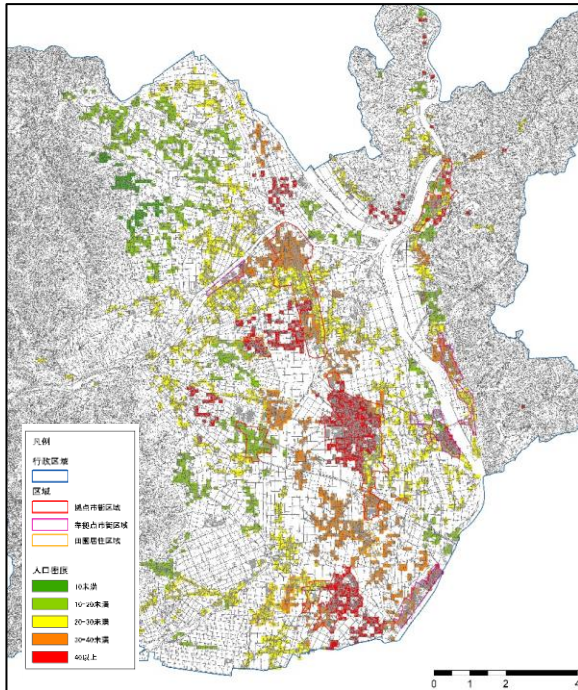 凡例
行政区域
区域
拠点市街区域
準拠点市街区域
田園居住区域
人口密度
10未満
10-20未満
20-30未満
30-40未満
40以上
0 1 2 4